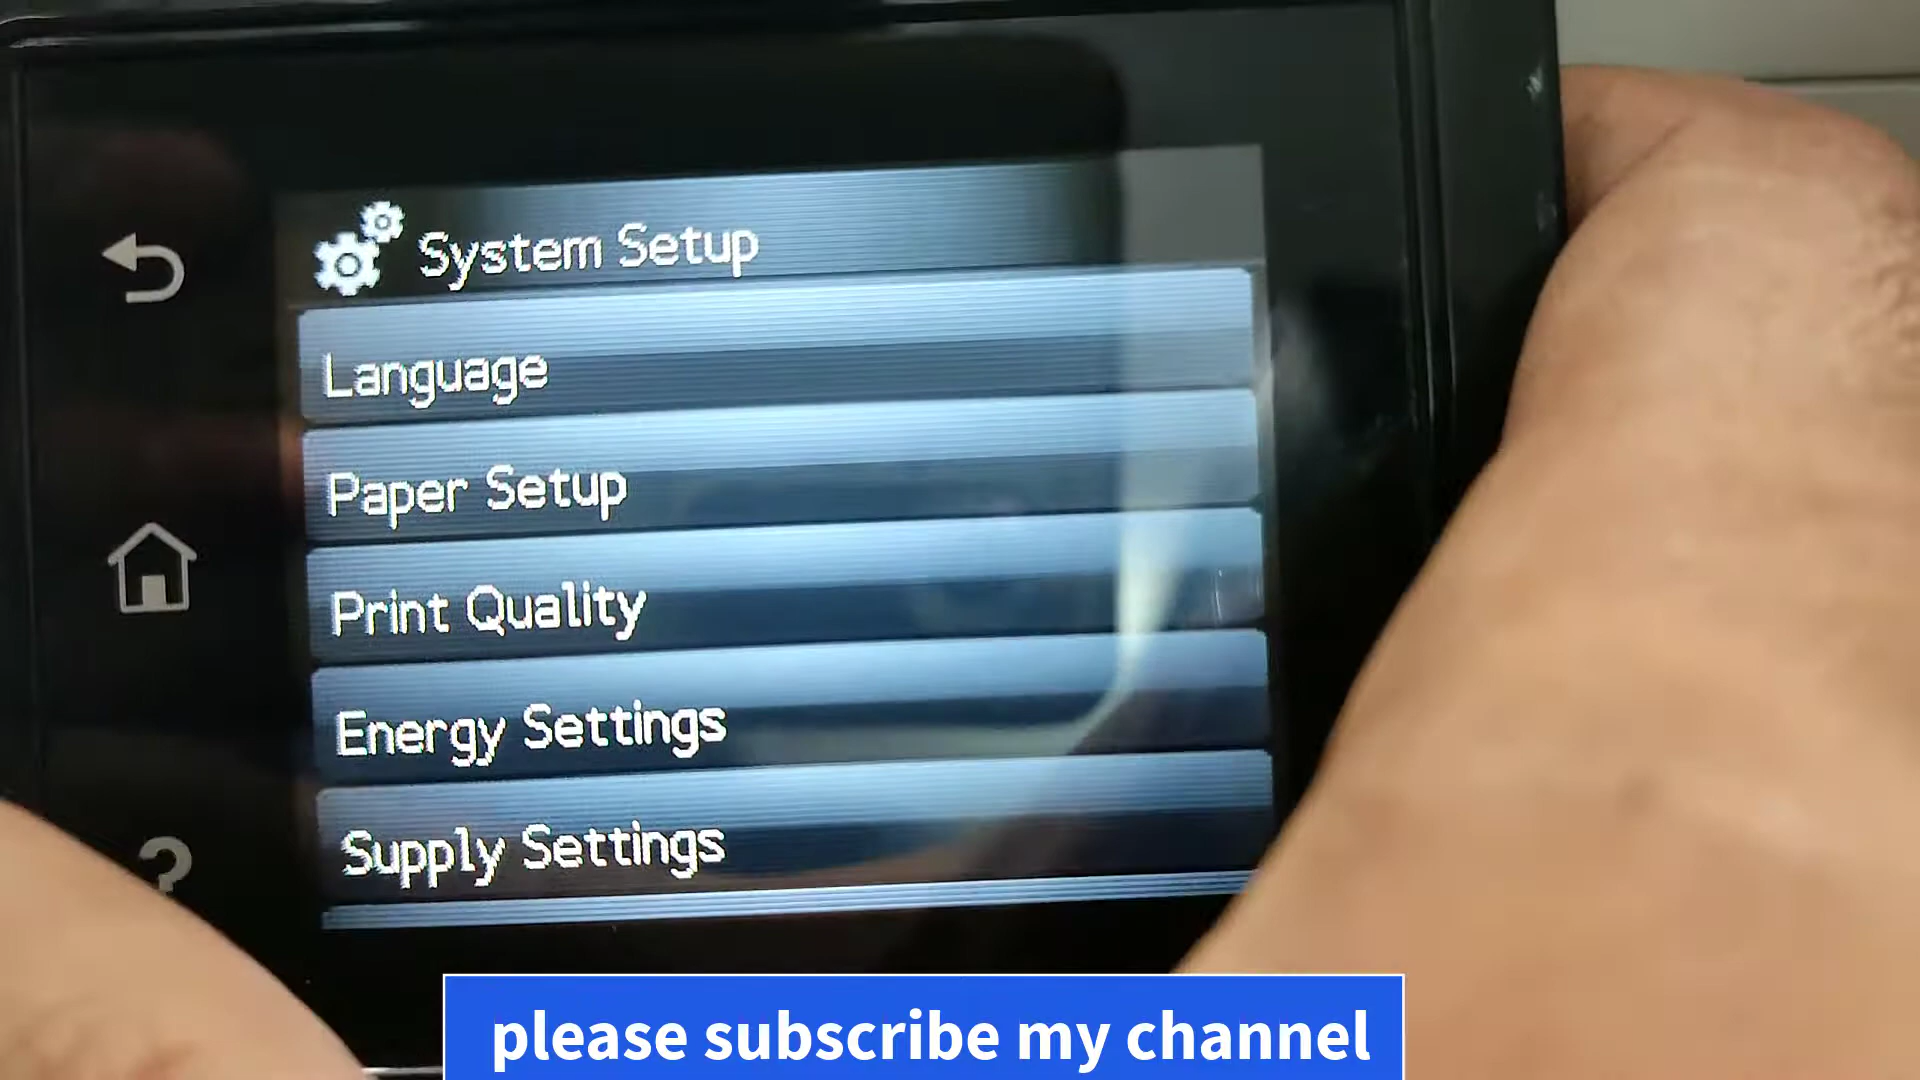 System Setup
Language
Paper Setup
Print Quality
Energy Settings
Supply Settings
?
please subscribe my channel